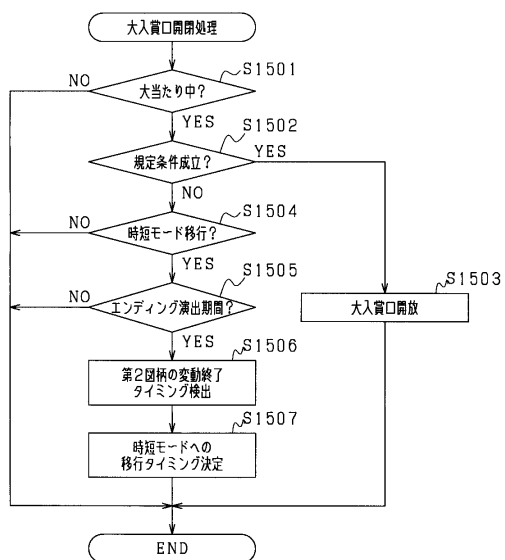 大入賞口開閉処理
S1501
大当たり中？
NO
YES
S1502
規定条件成立？
YES
NO
S1504
時短モード移行？
NO
YES
S1505
エンディング演出期間？
NO
YES
S1503
大入賞口開放
S1506
第２図柄の変動終了
タイミング検出
S1507
時短モードへの
移行タイミング決定
END